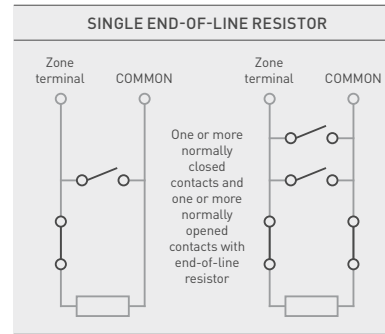 SINGLE END-OF-LINE RESISTOR
Zone
terminal
COMMON
One or more
normally
closed
contacts and
one or more
normally
opened
contacts with
end-of-line
resistor
Zone
terminal
COMMON